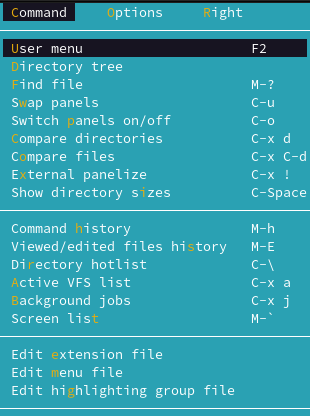 Command Options Right
User menu F2
Directory tree
Find file M-?
Swap panels C-u
Switch panels on/off C-o
Compare directories C-x d
Compare files C-x C-d
External panelize C-x !
Show directory sizes C-Space
Command history M-h
Viewed/edited files history M-E
Directory hotlist C-\
Active VFS list C-x a
Background jobs C-x j
Screen list M-`
Edit extension file
Edit menu file
Edit highlighting group file